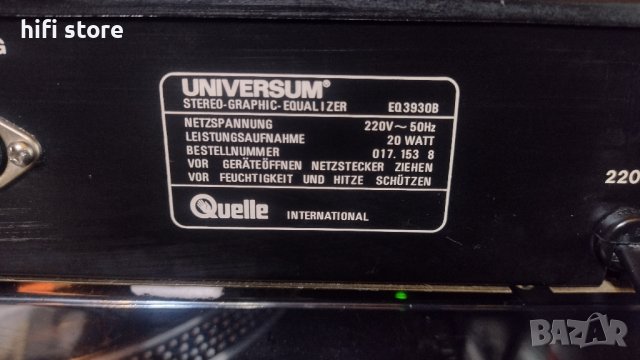 hifi store
G
UNIVERSUM®
STEREO-GRAPHIC-EQUALIZER EQ3930B
NETZSPANNUNG 220V~50Hz
LEISTUNGSAUFNAHME 20 WATT
BESTELLNUMMER 017.153 8
VOR GERÄTEÖFFNEN NETZSTECKER ZIEHEN
VOR FEUCHTIGKEIT UND HITZE SCHÜTZEN
Quelle INTERNATIONAL
220
BAZAR